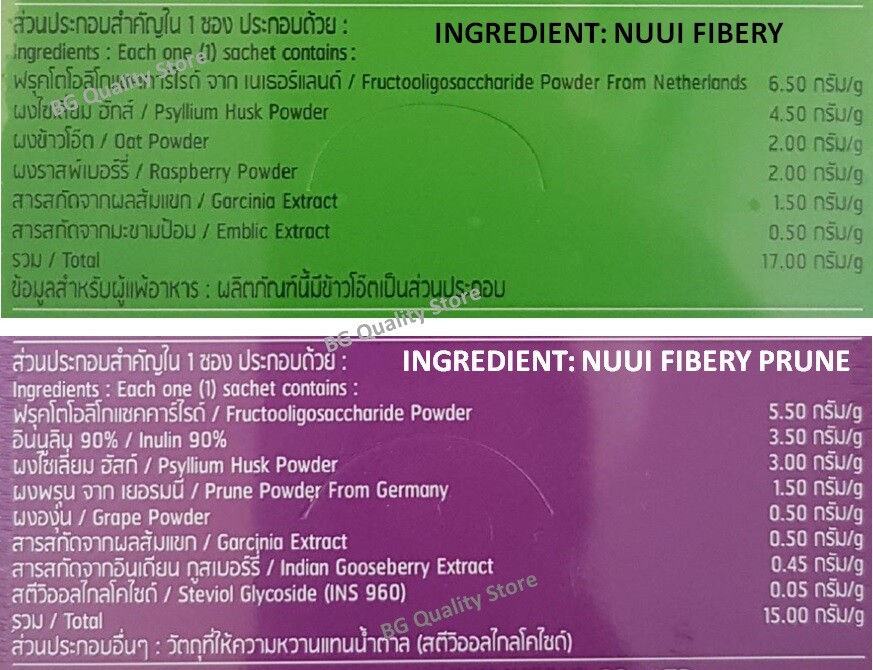 ส่วนประกอบสำคัญใน 1 ซอง ประกอบด้วย :
INGREDIENT: NUUI FIBERY
Ingredients : Each one (1) sachet contains :
ฟรุคโตโอลิโกแซคคาร์ไรด์ จาก เนเธอร์แลนด์ / Fructooligosaccharide Powder From Netherlands 6.50 กรัม/g
ผงไซเลี่ยม ฮัสก์ / Psyllium Husk Powder 4.50 กรัม/g
ผงข้าวโอ๊ต / Oat Powder 2.00 กรัม/g
ผงราสพ์เบอร์รี่ / Raspberry Powder 2.00 กรัม/g
สารสกัดจากผลส้มแขก / Garcinia Extract 1.50 กรัม/g
สารสกัดจากมะขามป้อม / Emblic Extract 0.50 กรัม/g
รวม / Total 17.00 กรัม/g
ข้อมูลสำหรับผู้แพ้อาหาร : ผลิตภัณฑ์นี้มีข้าวโอ๊ตเป็นส่วนประกอบ
BG Quality Store
BG Quality Store
ส่วนประกอบสำคัญใน 1 ซอง ประกอบด้วย :
INGREDIENT: NUUI FIBERY PRUNE
Ingredients : Each one (1) sachet contains :
ฟรุคโตโอลิโกแซคคาร์ไรด์ / Fructooligosaccharide Powder 5.50 กรัม/g
อินนูลิน 90% / Inulin 90% 3.50 กรัม/g
ผงไซเลี่ยม ฮัสก์ / Psyllium Husk Powder 3.00 กรัม/g
ผงพรุน จาก เยอรมนี / Prune Powder From Germany 1.50 กรัม/g
ผงองุ่น / Grape Powder 0.50 กรัม/g
สารสกัดจากผลส้มแขก / Garcinia Extract 0.50 กรัม/g
สารสกัดจากอินเดียน กูสเบอร์รี่ / Indian Gooseberry Extract 0.45 กรัม/g
สตีวิออลไกลโคไซด์ / Steviol Glycoside (INS 960) 0.05 กรัม/g
รวม / Total 15.00 กรัม/g
ส่วนประกอบอื่นๆ : วัตถุที่ให้ความหวานแทนน้ำตาล (สตีวิออลไกลโคไซด์)
BG Quality Store